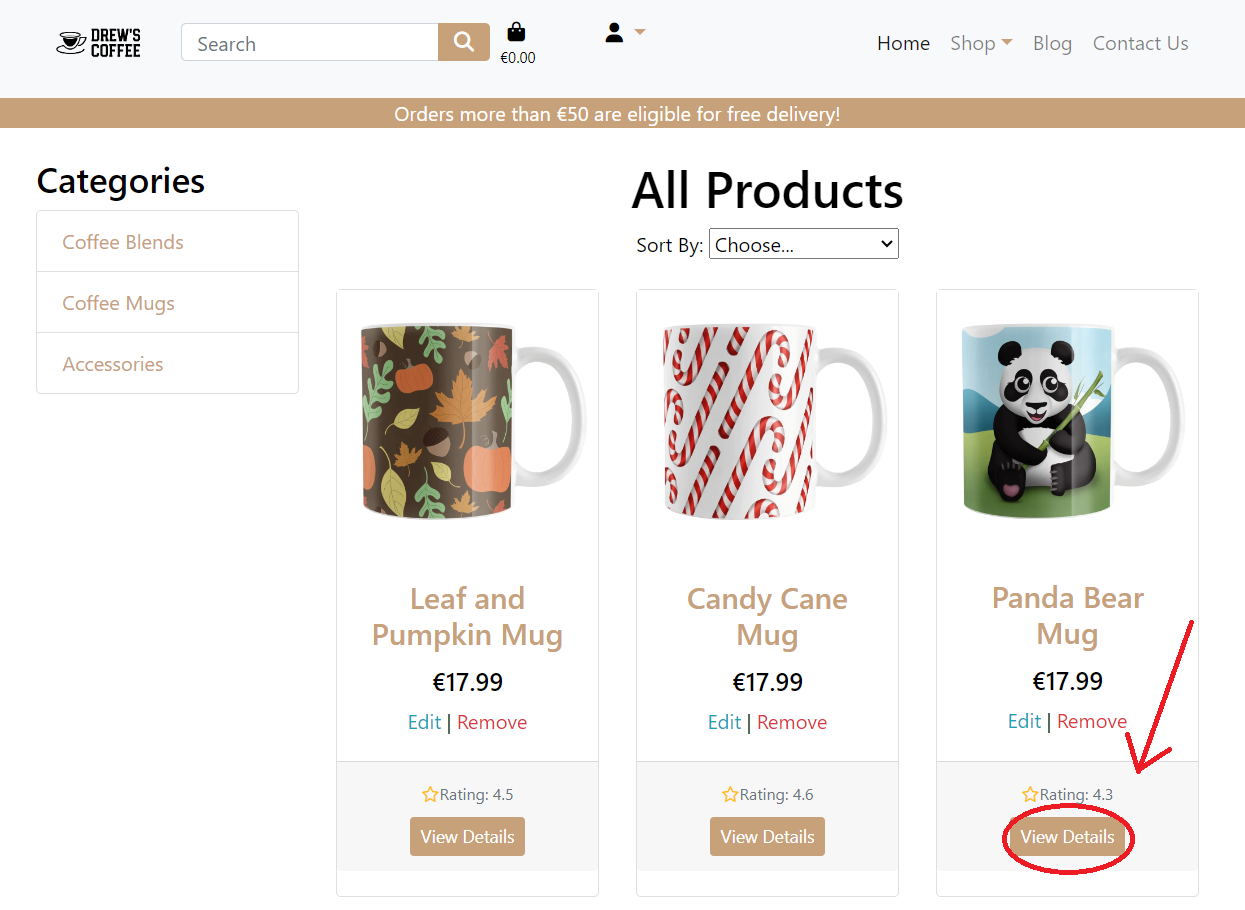 DREW'S
COFFEE
Search
€0.00
Home Shop Blog Contact Us
Orders more than €50 are eligible for free delivery!
Categories
Coffee Blends
Coffee Mugs
Accessories
All Products
Sort By: Choose...
Leaf and
Pumpkin Mug
€17.99
Edit | Remove
Rating: 4.5
View Details
Candy Cane
Mug
€17.99
Edit | Remove
Rating: 4.6
View Details
Panda Bear
Mug
€17.99
Edit | Remove
Rating: 4.3
View Details